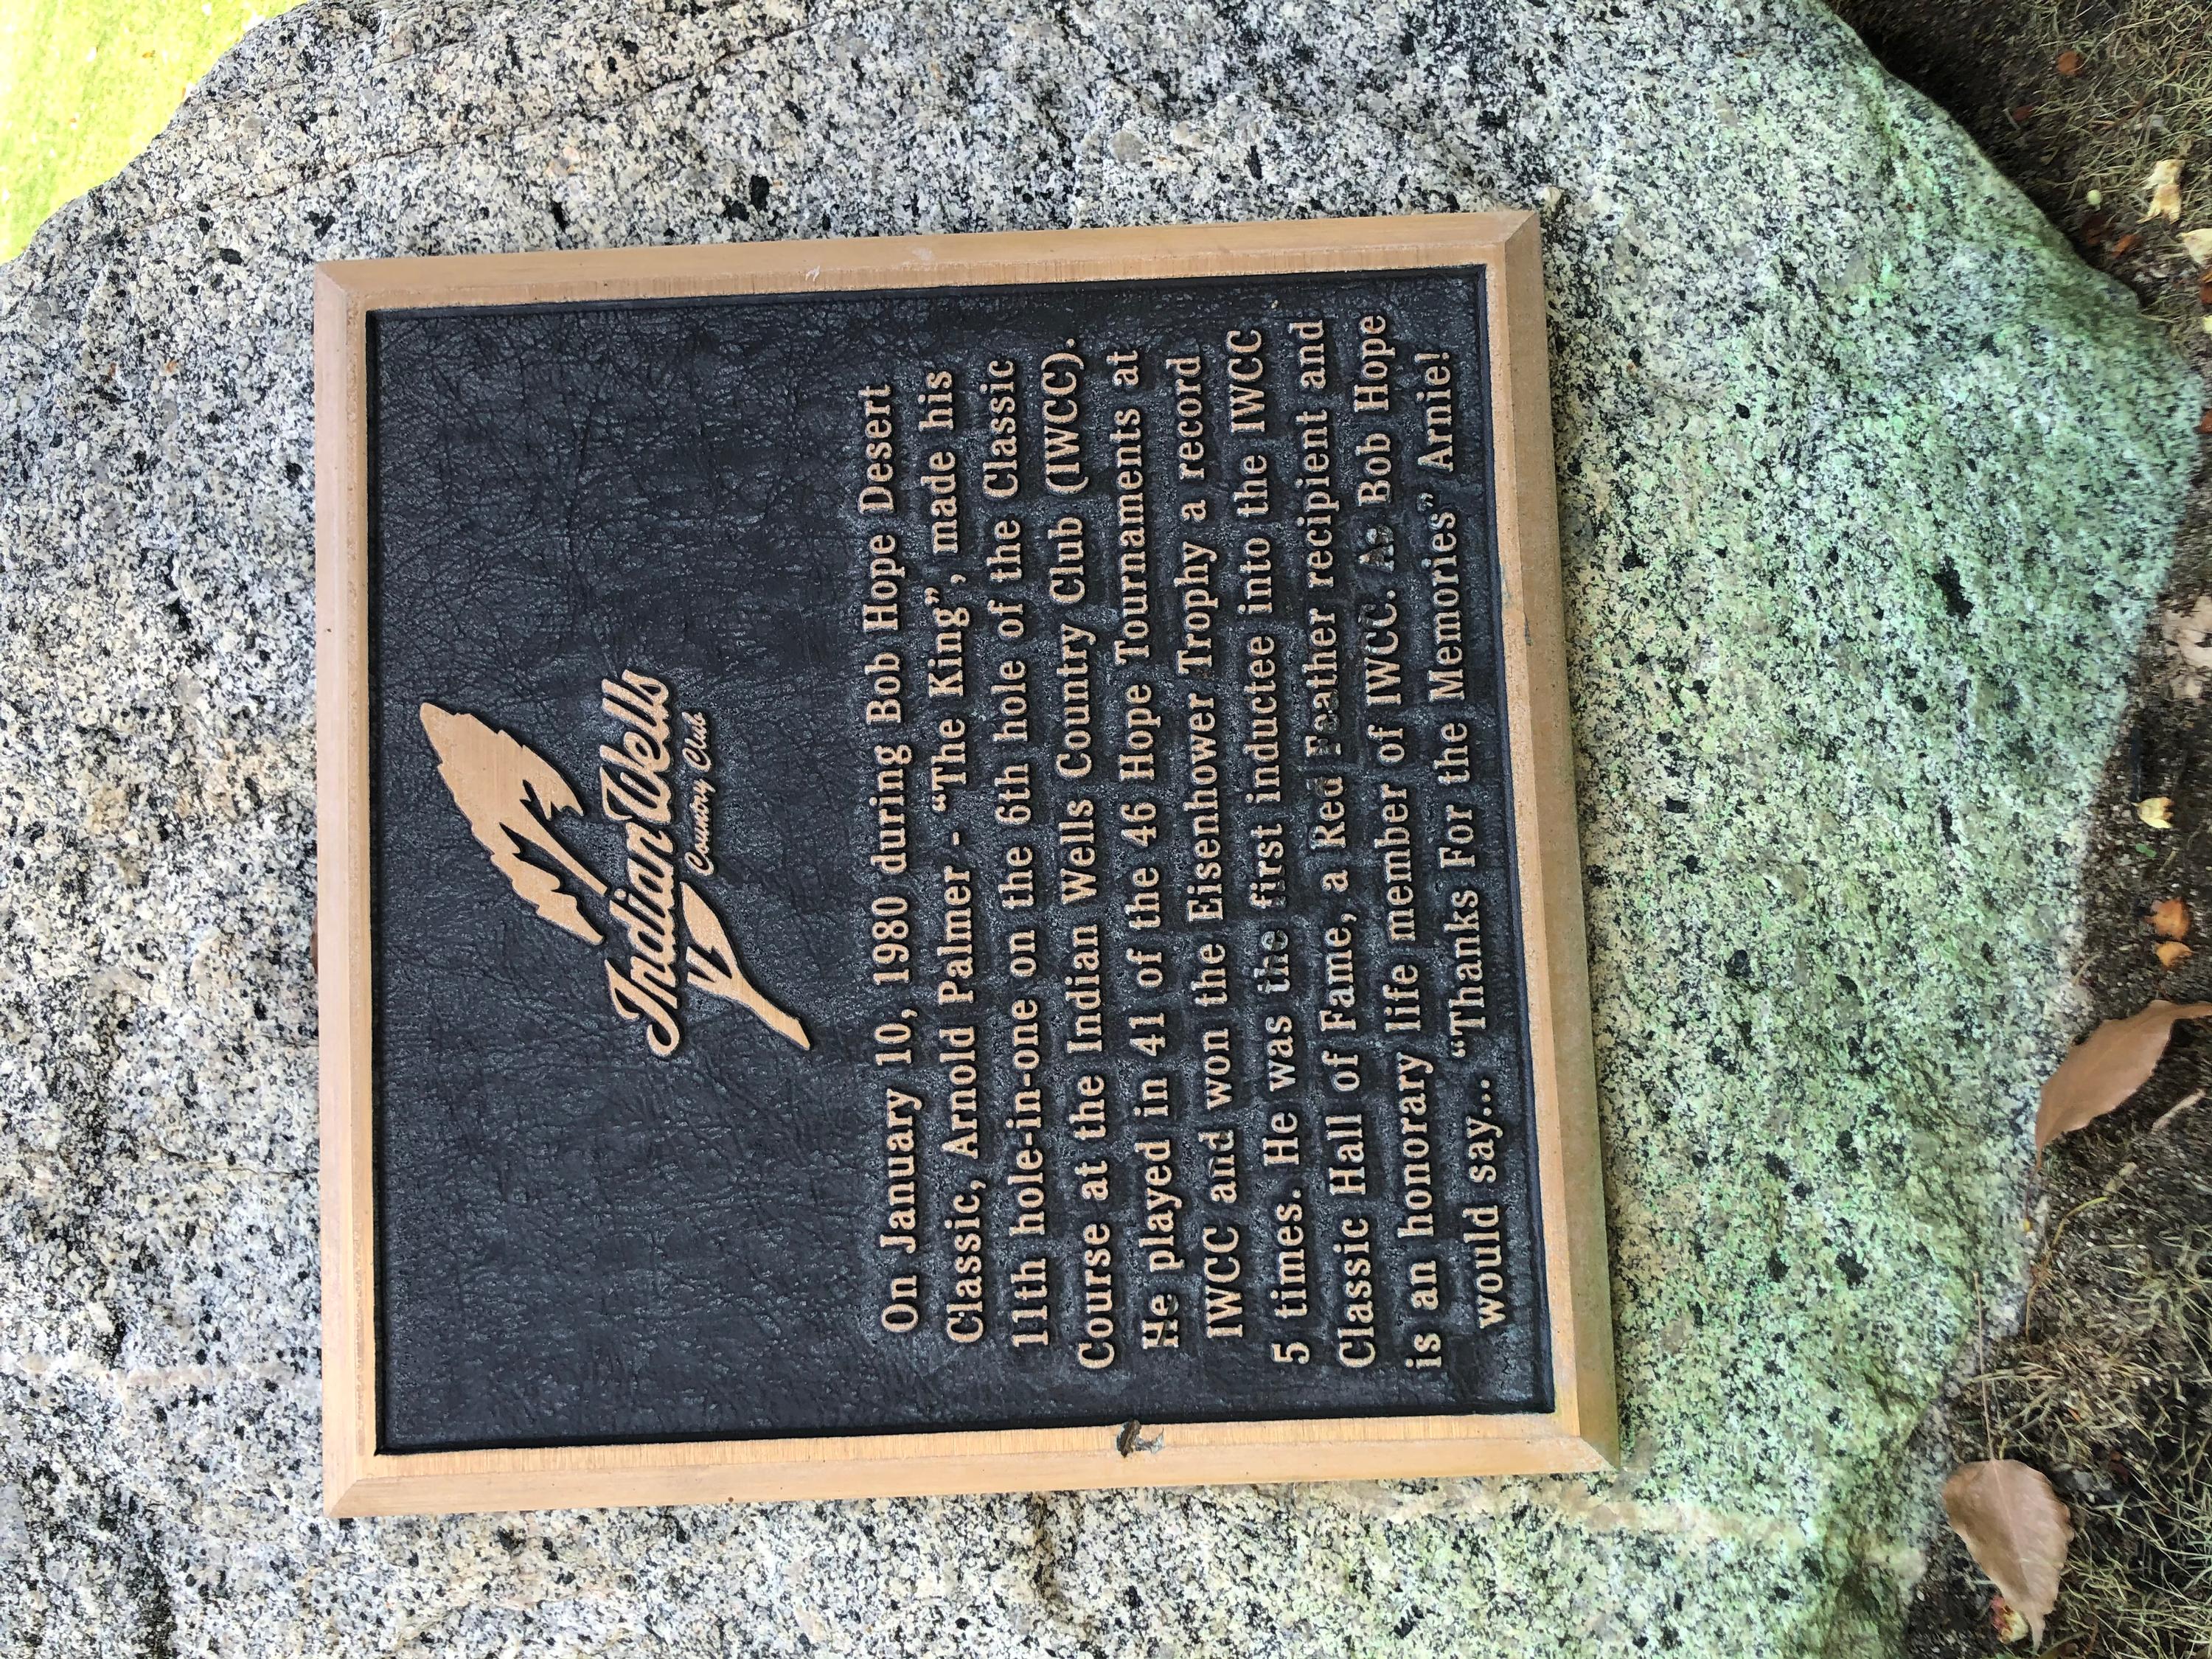 Indian Wells
Country Club
On January 10, 1980 during Bob Hope Desert
Classic, Arnold Palmer - “The King”, made his
11th hole-in-one on the 6th hole of the Classic
Course at the Indian Wells Country Club (IWCC).
He played in 41 of the 46 Hope Tournaments at
IWCC and won the Eisenhower Trophy a record
5 times. He was the first inductee into the IWCC
Classic Hall of Fame, a Red Feather recipient and
is an honorary life member of IWCC. As Bob Hope
would say... “Thanks For the Memories” Arnie!